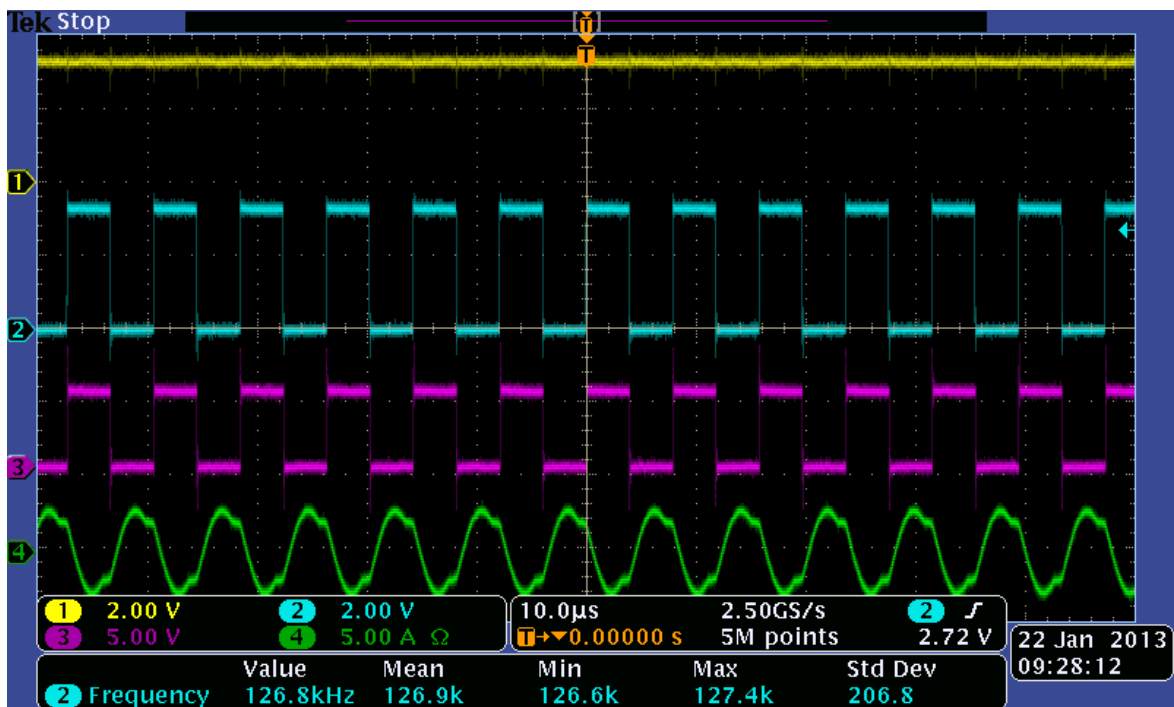 Tek Stop
T
T
1
2
3
4
1 2.00 V 2 2.00 V
3 5.00 V 4 5.00 A Ω
10.0µs 2.50GS/s 2
T→▼0.00000 s 5M points 2.72 V
22 Jan 2013
09:28:12
Value Mean Min Max Std Dev
2 Frequency 126.8kHz 126.9k 126.6k 127.4k 206.8